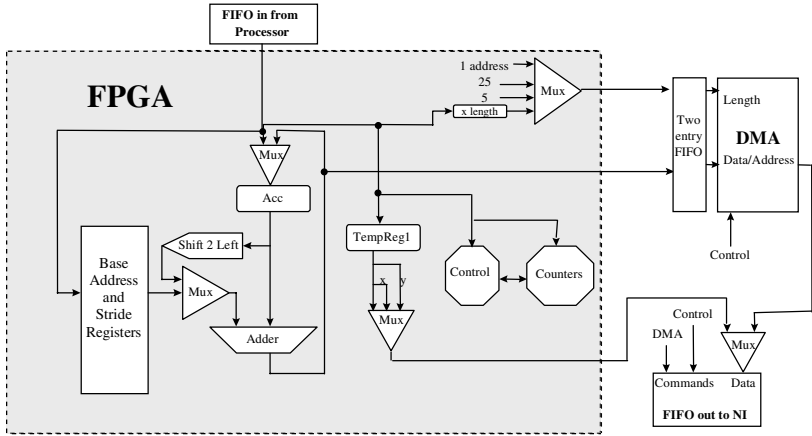 FIFO in from
Processor
FPGA
1 address
25
5
x length
Mux
Two
entry
FIFO
Length
DMA
Data/Address
Control
Mux
Acc
Shift 2 Left
TempReg1
Base
Address
and
Stride
Registers
Mux
Adder
x
y
Mux
Control
Counters
Control
DMA
Mux
Commands
Data
FIFO out to NI